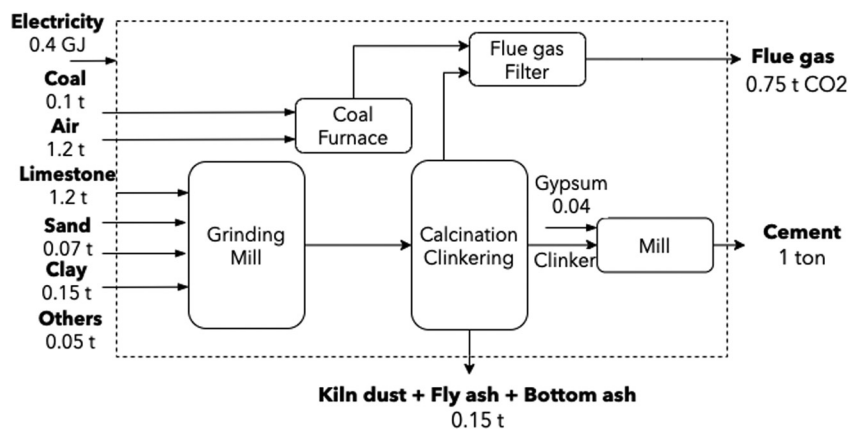 Electricity
0.4 GJ
Coal
0.1 t
Air
1.2 t
Limestone
1.2 t
Sand
0.07 t
Clay
0.15 t
Others
0.05 t
Coal
Furnace
Flue gas
Filter
Grinding
Mill
Calcination
Clinkering
Gypsum
0.04
Clinker
Mill
Flue gas
0.75 t CO2
Cement
1 ton
Kiln dust + Fly ash + Bottom ash
0.15 t